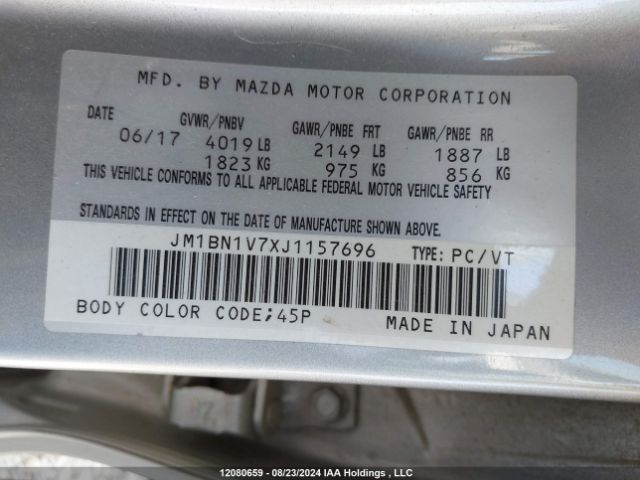 MFD. BY MAZDA MOTOR CORPORATION
DATE GVWR/PNBV GAWR/PNBE FRT GAWR/PNBE RR
06/17 4019 LB 2149 LB 1887 LB
1823 KG 975 KG 856 KG
THIS VEHICLE CONFORMS TO ALL APPLICABLE FEDERAL MOTOR VEHICLE SAFETY
STANDARDS IN EFFECT ON THE DATE OF MANUFACTURE SHOWN ABOVE.
JM1BN1V7XJ1157696 TYPE: PC/VT
BODY COLOR CODE;45P MADE IN JAPAN
12080659 - 08/23/2024 IAA Holdings , LLC